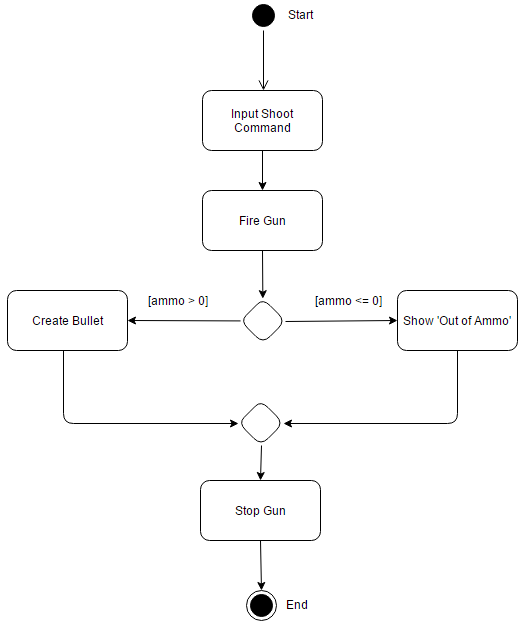 Start
Input Shoot
Command
Fire Gun
[ammo > 0]
[ammo <= 0]
Create Bullet
Show 'Out of Ammo'
Stop Gun
End